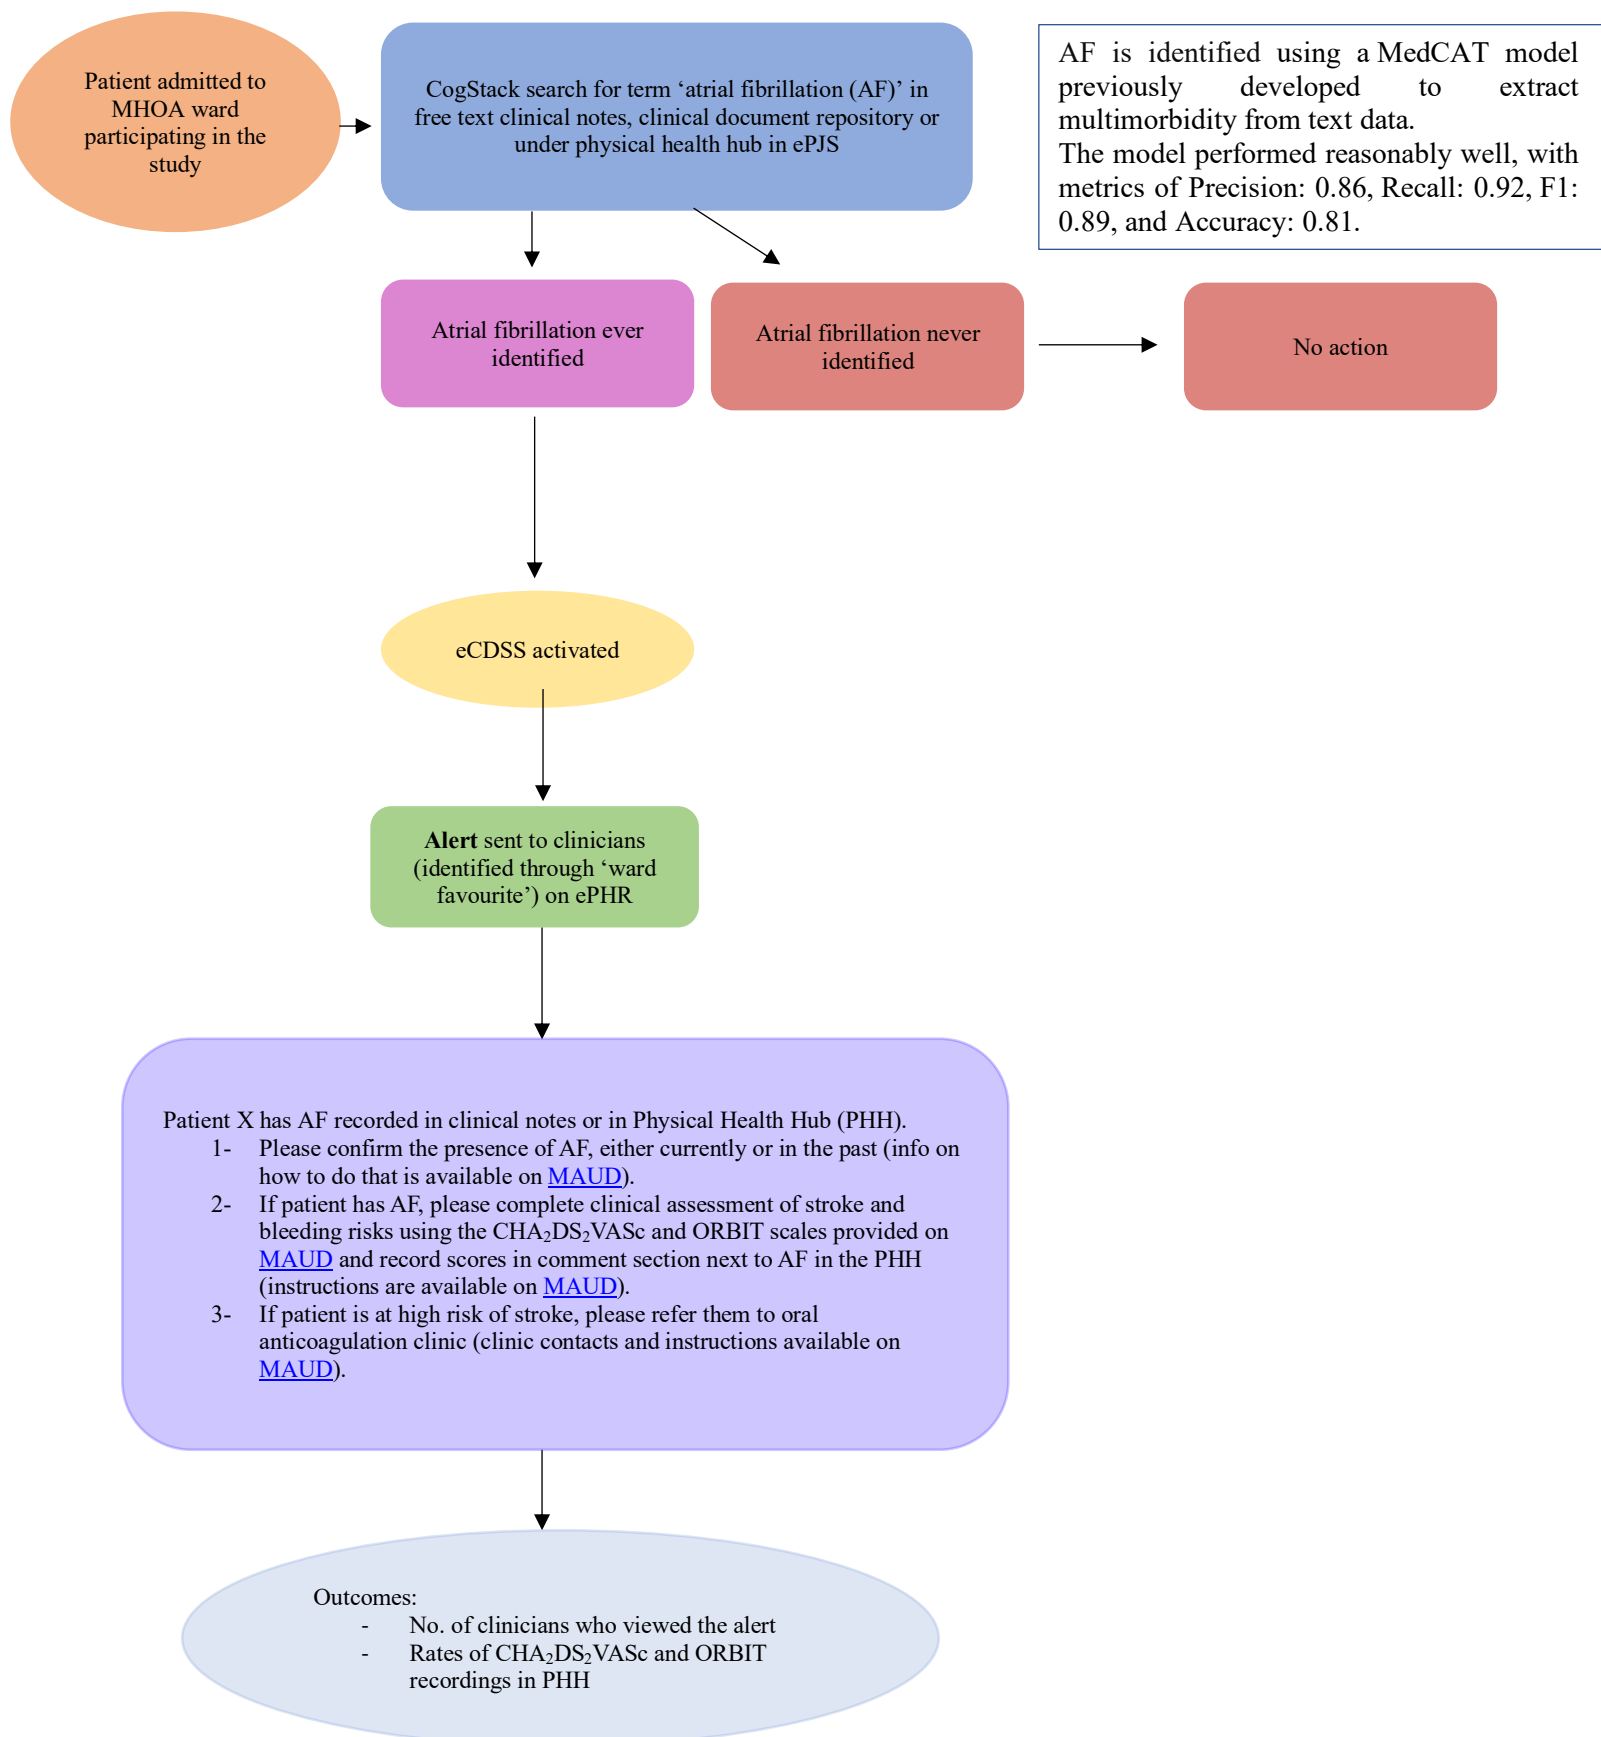 Patient admitted to
MHOA ward
participating in the
study
CogStack search for term ‘atrial fibrillation (AF)’ in
free text clinical notes, clinical document repository or
under physical health hub in ePJS
AF is identified using a MedCAT model
previously developed to extract
multimorbidity from text data.
The model performed reasonably well, with
metrics of Precision: 0.86, Recall: 0.92, F1:
0.89, and Accuracy: 0.81.
Atrial fibrillation ever
identified
Atrial fibrillation never
identified
No action
eCDSS activated
Alert sent to clinicians
(identified through ‘ward
favourite’) on ePHR
Patient X has AF recorded in clinical notes or in Physical Health Hub (PHH).
1- Please confirm the presence of AF, either currently or in the past (info on
how to do that is available on MAUD).
2- If patient has AF, please complete clinical assessment of stroke and
bleeding risks using the CHA₂DS₂VASc and ORBIT scales provided on
MAUD and record scores in comment section next to AF in the PHH
(instructions are available on MAUD).
3- If patient is at high risk of stroke, please refer them to oral
anticoagulation clinic (clinic contacts and instructions available on
MAUD).
Outcomes:
- No. of clinicians who viewed the alert
- Rates of CHA₂DS₂VASc and ORBIT
recordings in PHH